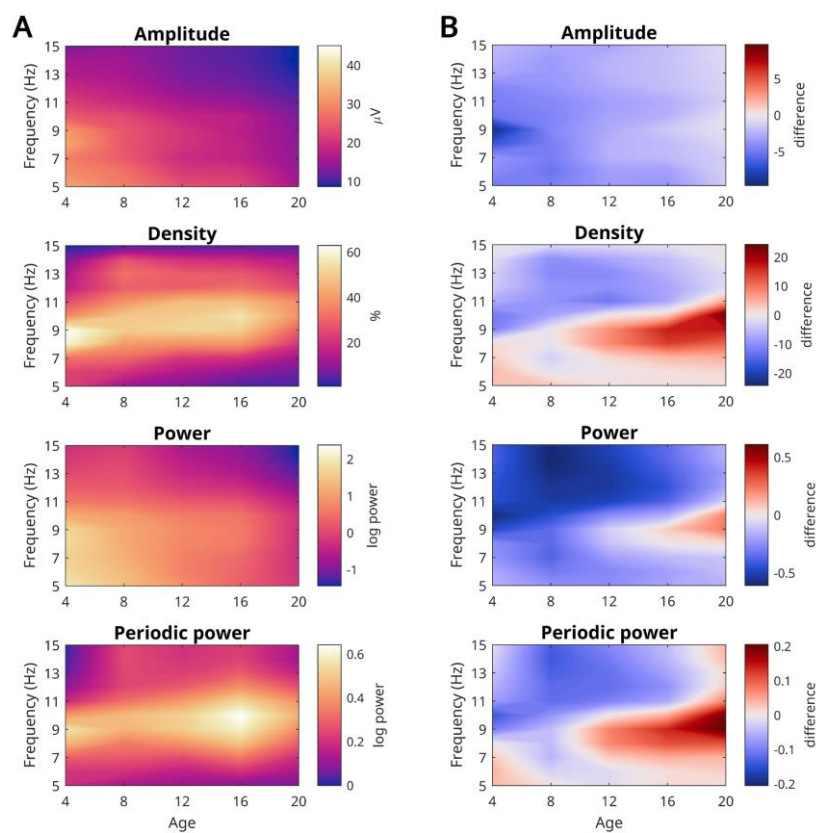 A
Amplitude
Frequency (Hz)
15
13
11
9
7
5
4 8 12 16 20
40
30
20
10
μV
Density
Frequency (Hz)
15
13
11
9
7
5
4 8 12 16 20
60
40
20
%
Power
Frequency (Hz)
15
13
11
9
7
5
4 8 12 16 20
2
1
0
-1
log power
Periodic power
Frequency (Hz)
15
13
11
9
7
5
4 8 12 16 20
Age
0.6
0.4
0.2
0
log power
B
Amplitude
Frequency (Hz)
15
13
11
9
7
5
4 8 12 16 20
5
0
-5
difference
Density
Frequency (Hz)
15
13
11
9
7
5
4 8 12 16 20
20
10
0
-10
-20
difference
Power
Frequency (Hz)
15
13
11
9
7
5
4 8 12 16 20
0.5
0
-0.5
difference
Periodic power
Frequency (Hz)
15
13
11
9
7
5
4 8 12 16 20
Age
0.2
0.1
0
-0.1
-0.2
difference